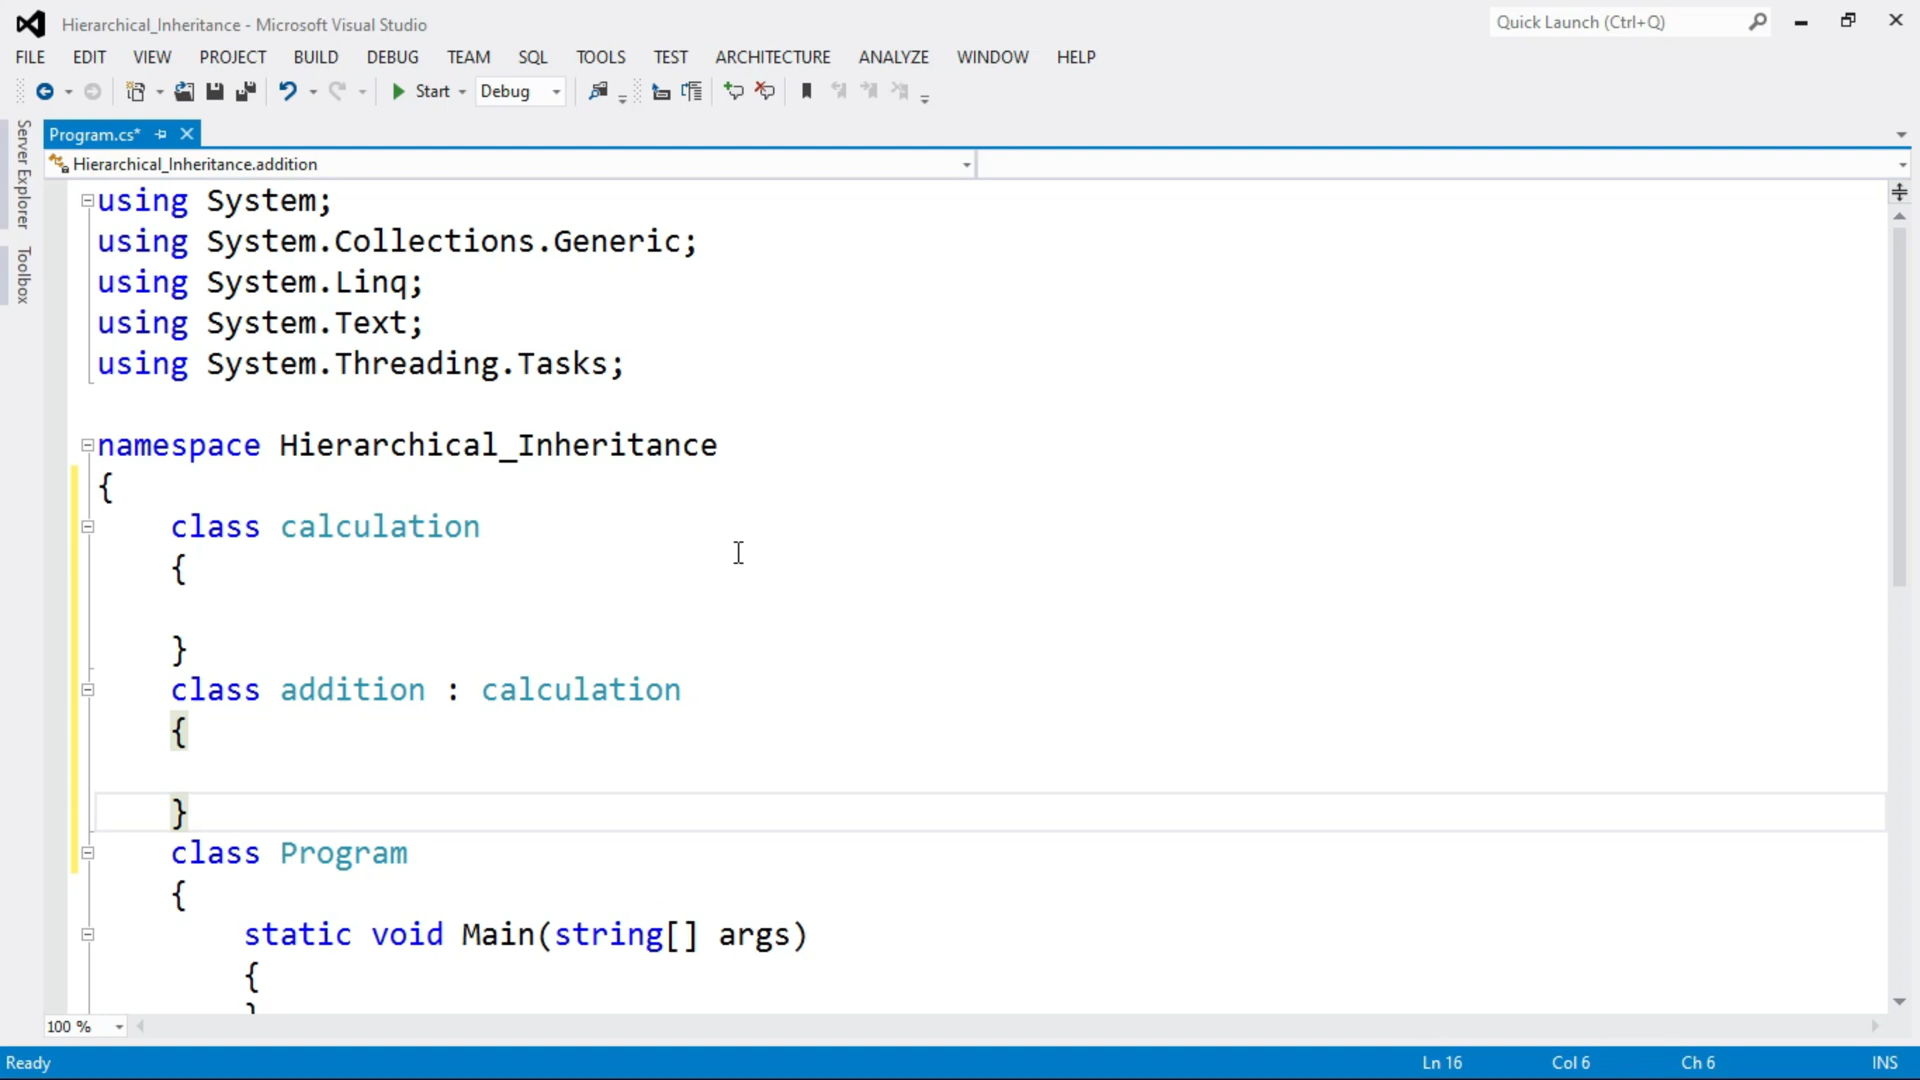 Hierarchical_Inheritance - Microsoft Visual Studio
Quick Launch (Ctrl+Q)
FILE EDIT VIEW PROJECT BUILD DEBUG TEAM SQL TOOLS TEST ARCHITECTURE ANALYZE WINDOW HELP
Start Debug
Server Explorer
Toolbox
Program.cs*
Hierarchical_Inheritance.addition
using System;
using System.Collections.Generic;
using System.Linq;
using System.Text;
using System.Threading.Tasks;
namespace Hierarchical_Inheritance
{
class calculation
{
}
class addition : calculation
{
}
class Program
{
static void Main(string[] args)
{
}
100 %
Ready Ln 16 Col 6 Ch 6 INS